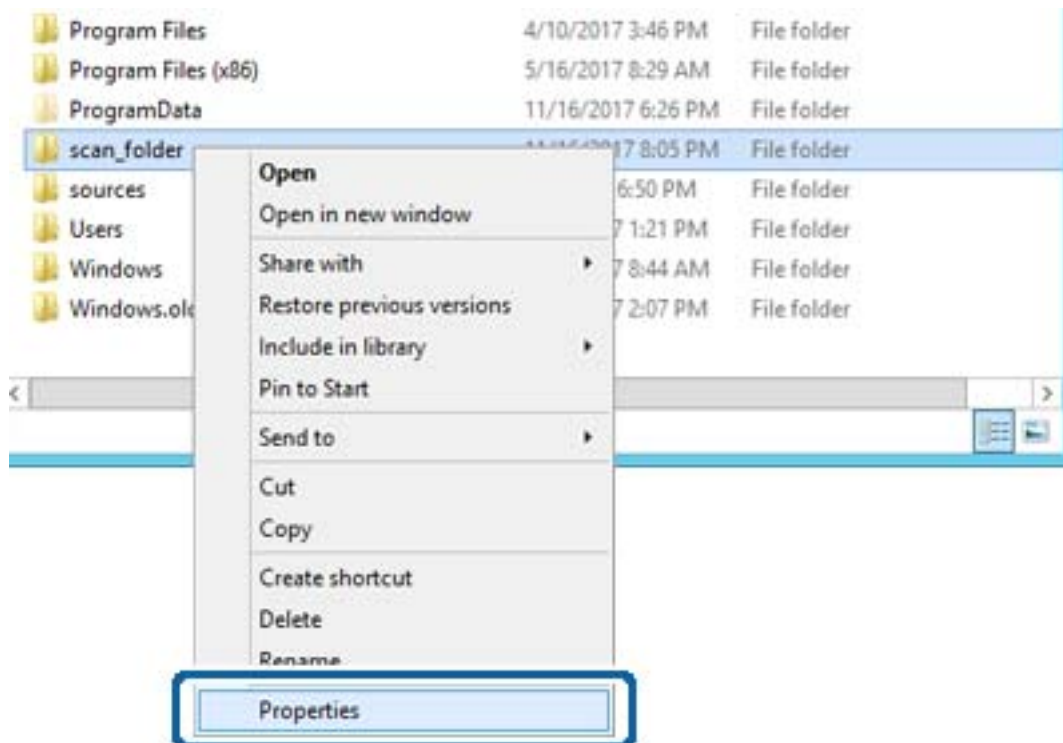 Program Files 4/10/2017 3:46 PM File folder
Program Files (x86) 5/16/2017 8:29 AM File folder
ProgramData 11/16/2017 6:26 PM File folder
scan_folder 7 8:05 PM File folder
sources 6:50 PM File folder
Users 7 1:21 PM File folder
Windows 7 8:44 AM File folder
Windows.old 7 2:07 PM File folder
Open
Open in new window
Share with
Restore previous versions
Include in library
Pin to Start
Send to
Cut
Copy
Create shortcut
Delete
Rename
Properties